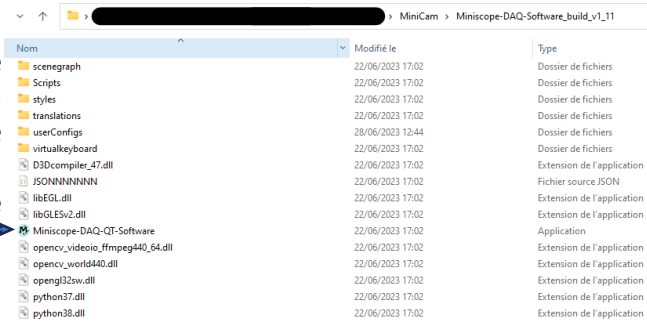 MiniCam > Miniscope-DAQ-Software_build_v1_11
Nom Modifié le Type
scenegraph 22/06/2023 17:02 Dossier de fichiers
Scripts 22/06/2023 17:02 Dossier de fichiers
styles 22/06/2023 17:02 Dossier de fichiers
translations 22/06/2023 17:02 Dossier de fichiers
userConfigs 28/06/2023 12:44 Dossier de fichiers
virtualkeyboard 22/06/2023 17:02 Dossier de fichiers
D3Dcompiler_47.dll 22/06/2023 17:02 Extension de l'application
JSONNNNNNN 22/06/2023 17:02 Fichier source JSON
libEGL.dll 22/06/2023 17:02 Extension de l'application
libGLESv2.dll 22/06/2023 17:02 Extension de l'application
Miniscope-DAQ-QT-Software 22/06/2023 17:02 Application
opencv_videoio_ffmpeg440_64.dll 22/06/2023 17:02 Extension de l'application
opencv_world440.dll 22/06/2023 17:02 Extension de l'application
opengl32sw.dll 22/06/2023 17:02 Extension de l'application
python37.dll 22/06/2023 17:02 Extension de l'application
python38.dll 22/06/2023 17:02 Extension de l'application